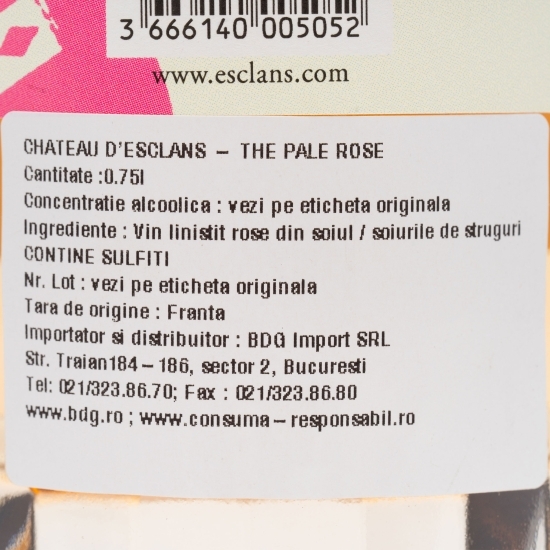 3 666140 005052
www.esclans.com
CHATEAU D'ESCLANS – THE PALE ROSE
Cantitate :0.75l
Concentratie alcoolica : vezi pe eticheta originala
Ingrediente : Vin linistit rose din soiul / soiurile de struguri
CONTINE SULFITI
Nr. Lot : vezi pe eticheta originala
Tara de origine : Franta
Importator si distribuitor : BDG Import SRL
Str. Traian184 – 186, sector 2, Bucuresti
Tel: 021/323.86.70; Fax : 021/323.86.80
www.bdg.ro ; www.consuma – responsabil.ro